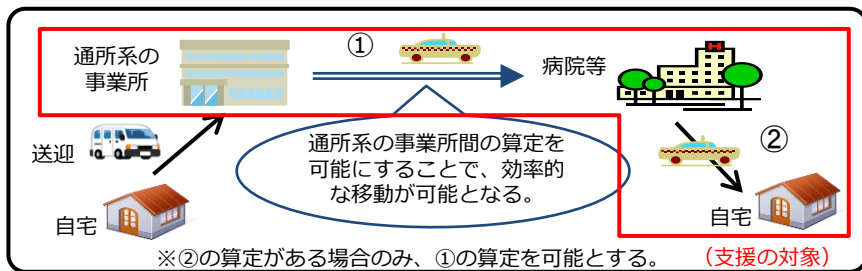 通所系の
事業所
①
病院等
送迎
通所系の事業所間の算定を
可能にすることで、効率的
な移動が可能となる。
②
自宅
自宅
※②の算定がある場合のみ、①の算定を可能とする。
(支援の対象)